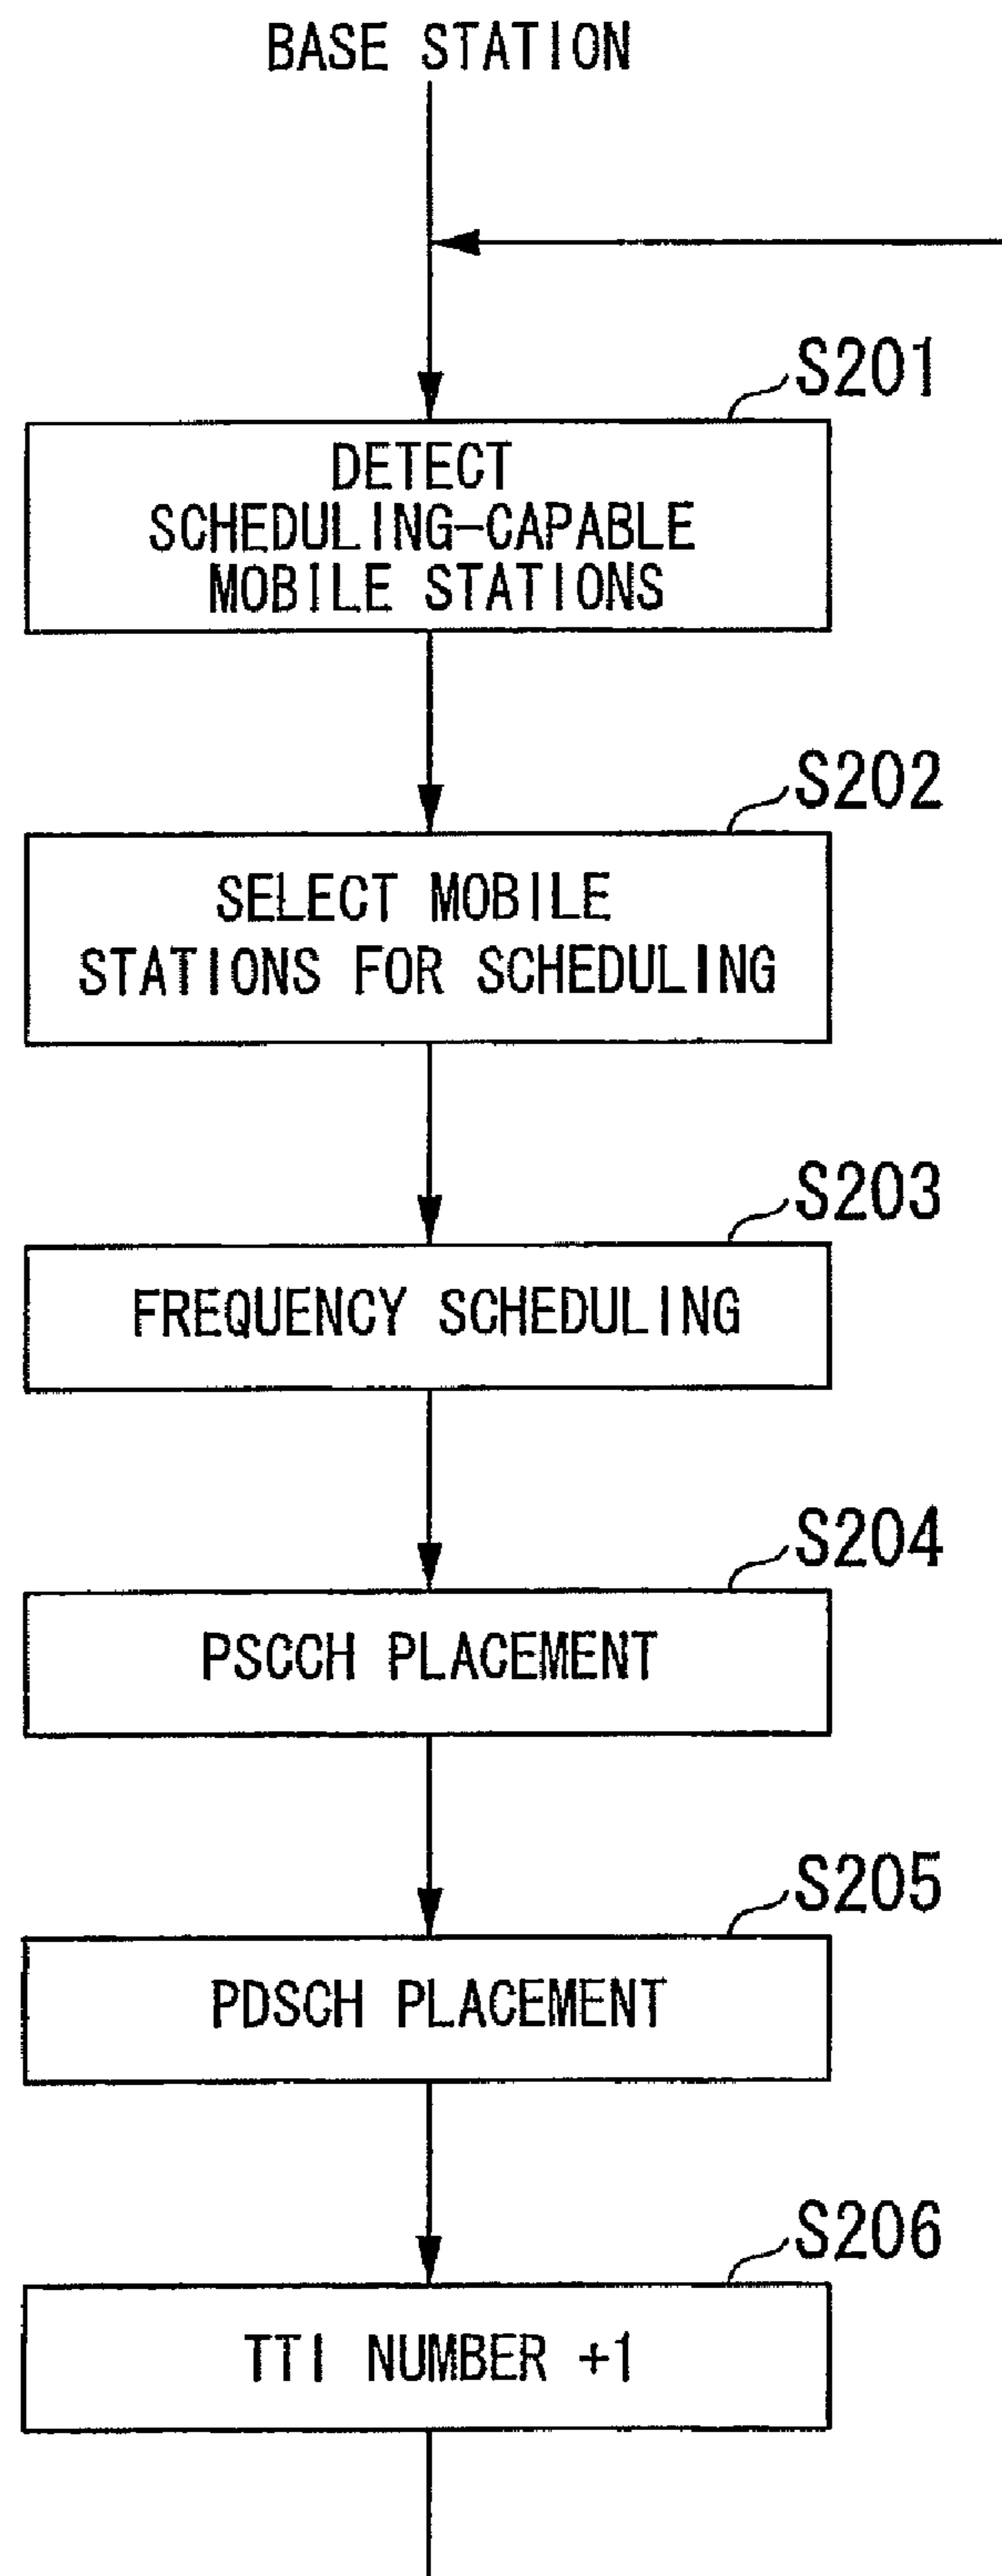 BASE STATION
S201
DETECT
SCHEDULING-CAPABLE
MOBILE STATIONS
S202
SELECT MOBILE
STATIONS FOR SCHEDULING
S203
FREQUENCY SCHEDULING
S204
PSCCH PLACEMENT
S205
PDSCH PLACEMENT
S206
TTI NUMBER +1